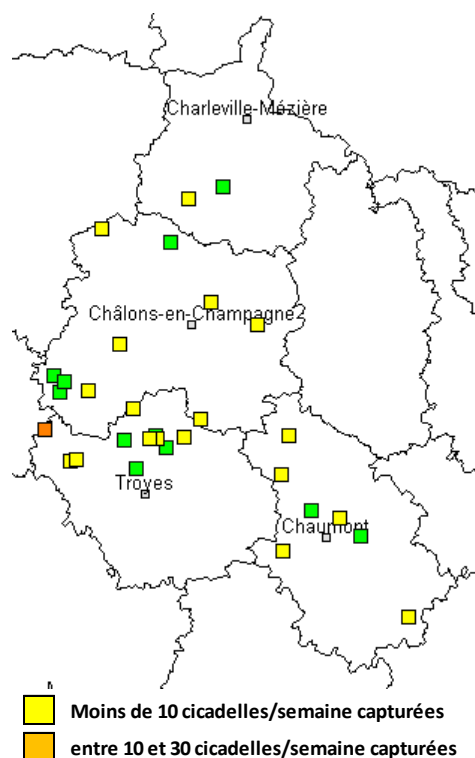 Charleville-Mézière
Châlons-en-Champagne
Troyes
Chaumont
Moins de 10 cicadelles/semaine capturées
entre 10 et 30 cicadelles/semaine capturées